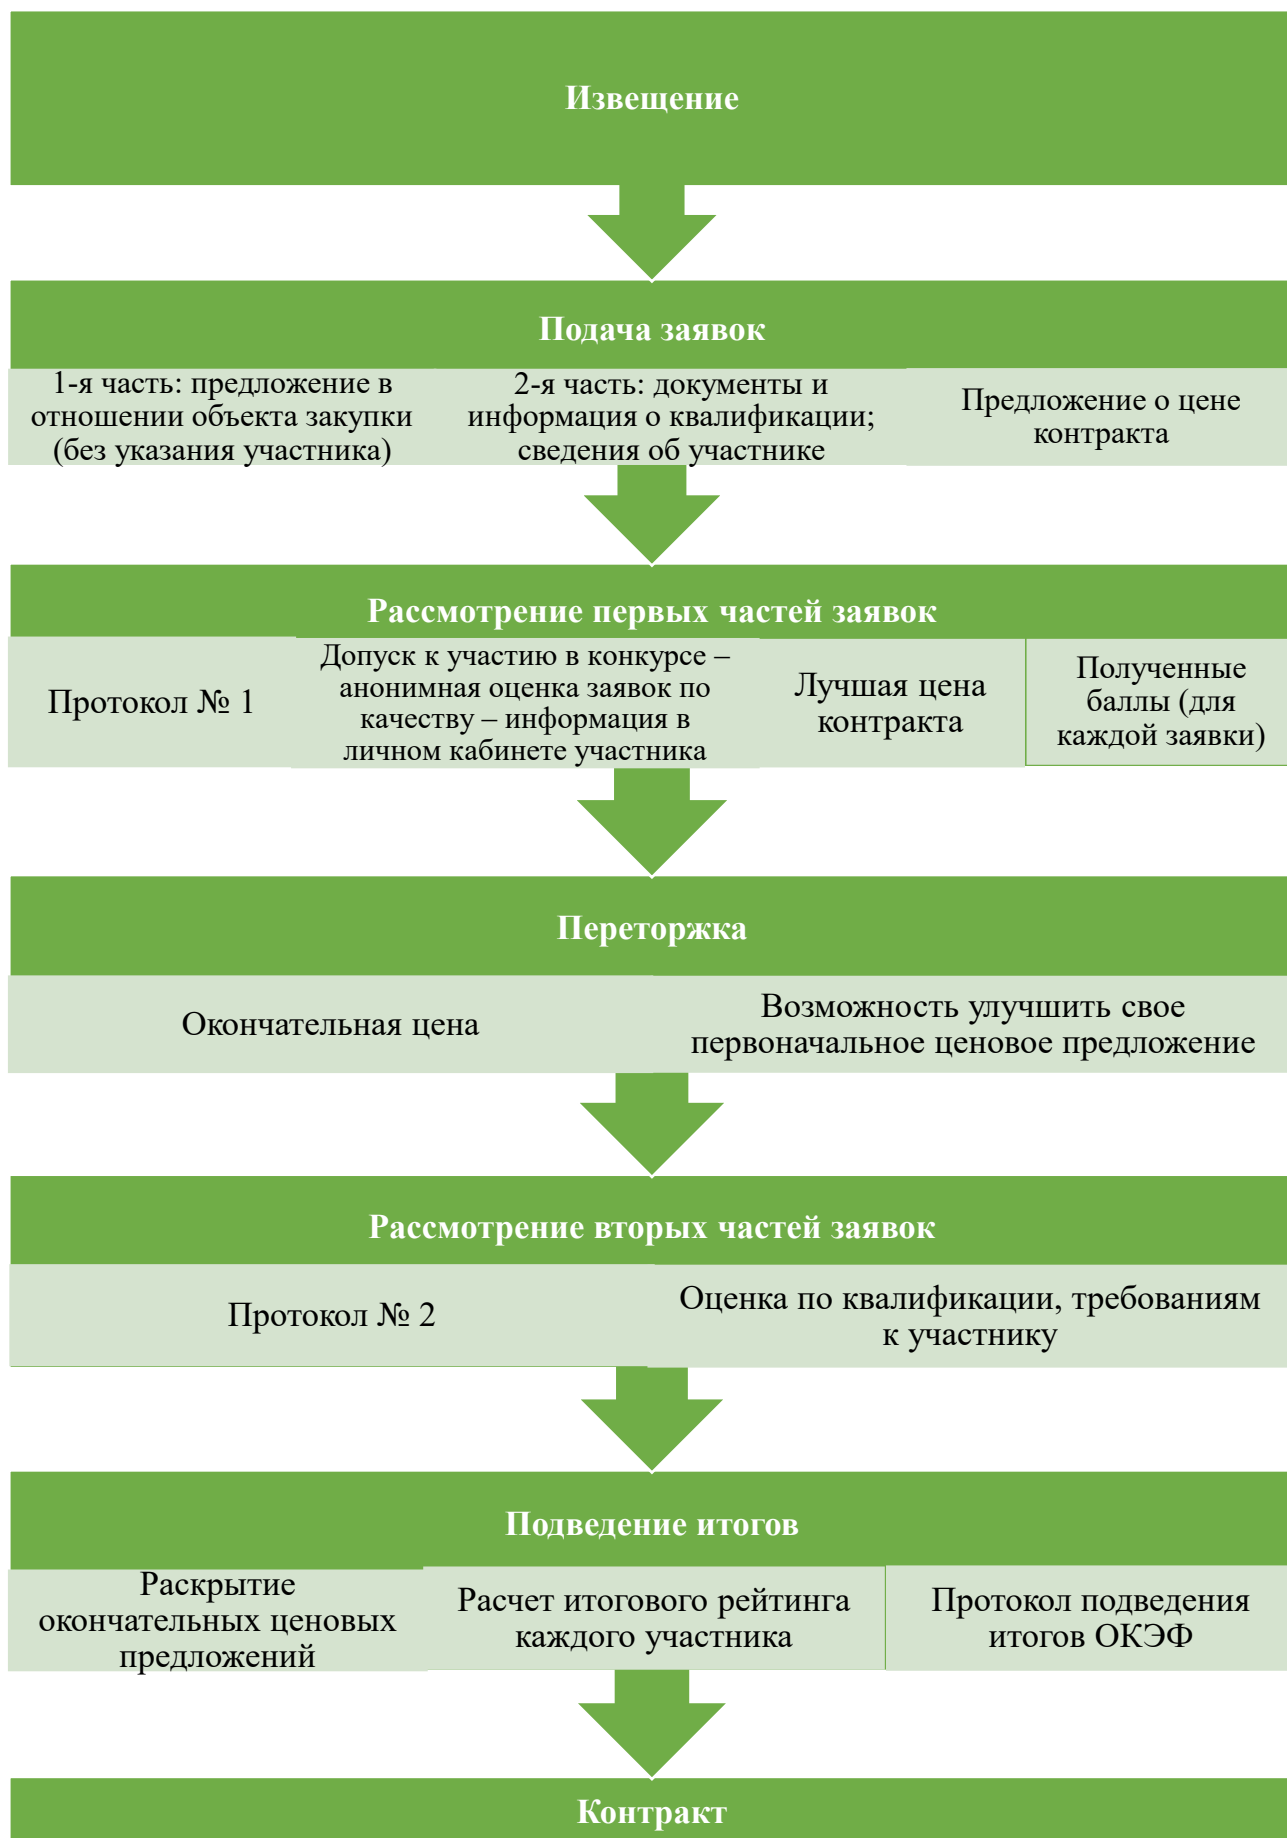 Извещение
Подача заявок
1-я часть: предложение в
отношении объекта закупки
(без указания участника)
2-я часть: документы и
информация о квалификации;
сведения об участнике
Предложение о цене
контракта
Рассмотрение первых частей заявок
Протокол № 1
Допуск к участию в конкурсе –
анонимная оценка заявок по
качеству – информация в
личном кабинете участника
Лучшая цена
контракта
Полученные
баллы (для
каждой заявки)
Переторжка
Окончательная цена
Возможность улучшить свое
первоначальное ценовое предложение
Рассмотрение вторых частей заявок
Протокол № 2
Оценка по квалификации, требованиям
к участнику
Подведение итогов
Раскрытие
окончательных ценовых
предложений
Расчет итогового рейтинга
каждого участника
Протокол подведения
итогов ОКЭФ
Контракт